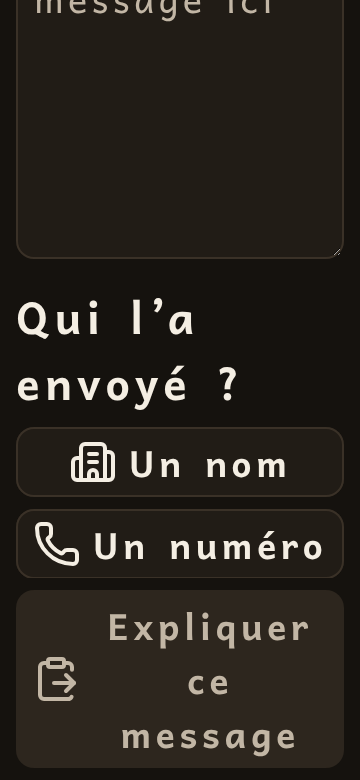 message ici
Qui l’a
envoyé ?
Un nom
Un numéro
Expliquer
ce
message